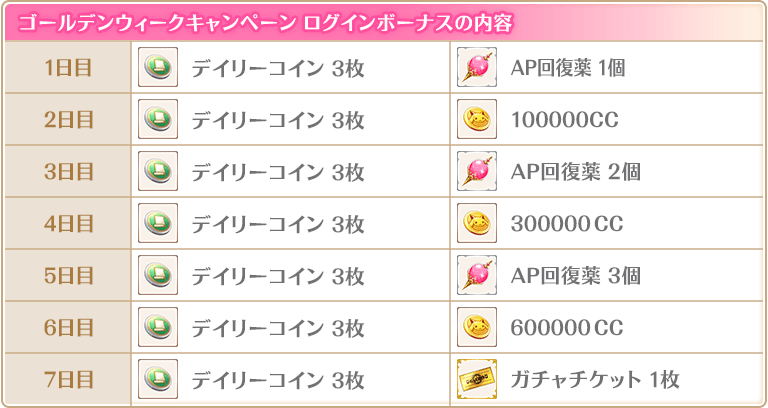 ゴールデンウィークキャンペーン ログインボーナスの内容
1日目 デイリーコイン 3枚 AP回復薬 1個
2日目 デイリーコイン 3枚 100000CC
3日目 デイリーコイン 3枚 AP回復薬 2個
4日目 デイリーコイン 3枚 300000CC
5日目 デイリーコイン 3枚 AP回復薬 3個
6日目 デイリーコイン 3枚 600000CC
7日目 デイリーコイン 3枚 ガチャチケット 1枚